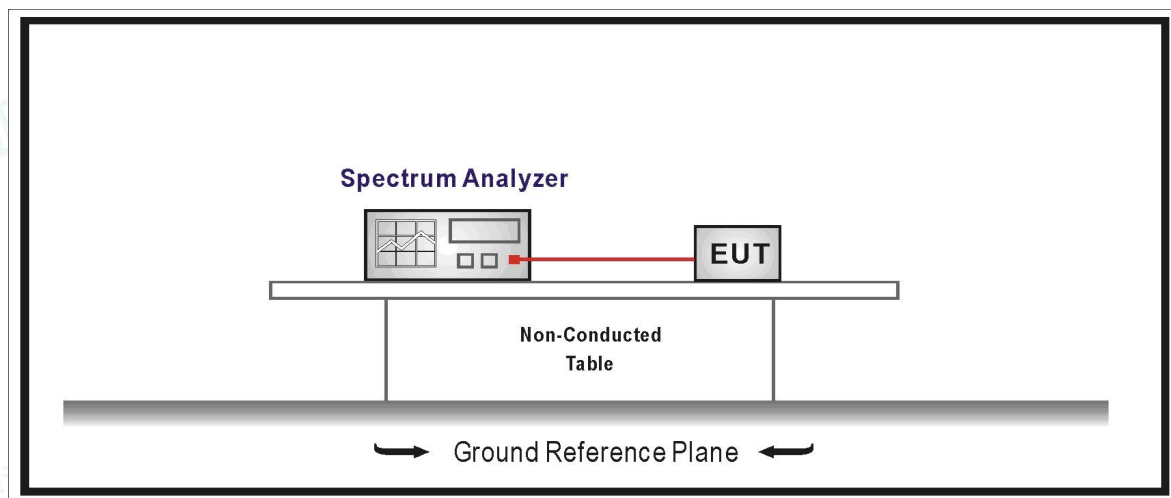 Spectrum Analyzer
EUT
Non-Conducted
Table
Ground Reference Plane